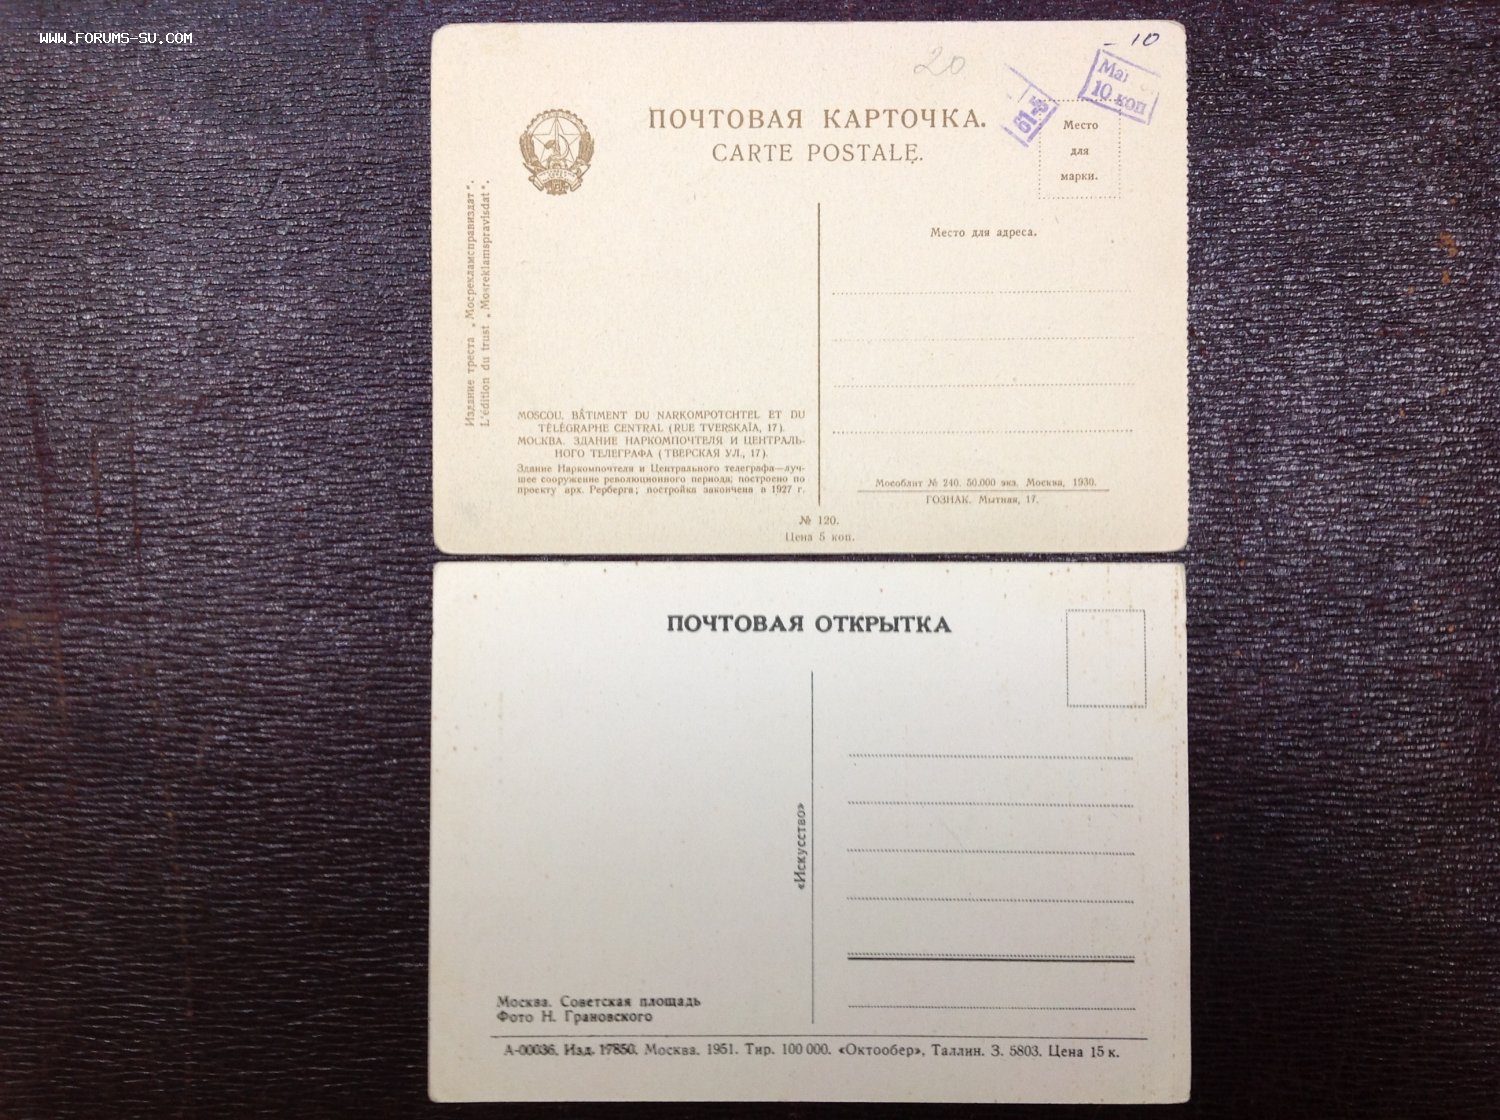 WWW.FORUMS-SU.COM
- 10
20
10 коп
ПОЧТОВАЯ КАРТОЧКА.
CARTE POSTALE.
Место
для
марки.
Место для адреса.
Издание треста „Мосрекламсправиздат“.
L'édition du trust „Mosreklamspravisdat“.
MOSCOU. BÂTIMENT DU NARKOMPOTCHTEL ET DU
TÉLÉGRAPHE CENTRAL (RUE TVERSKAÏA, 17).
МОСКВА. ЗДАНИЕ НАРКОМПОЧТЕЛЯ И ЦЕНТРАЛЬ-
НОГО ТЕЛЕГРАФА (ТВЕРСКАЯ УЛ., 17).
Здание Наркомпочтеля и Центрального телеграфа—луч-
шее сооружение революционного периода; построено по
проекту арх. Рерберга; постройка закончена в 1927 г.
Мособлит № 240. 50.000 экз. Москва, 1930.
ГОЗНАК. Мытная, 17.
№ 120.
Цена 5 коп.
ПОЧТОВАЯ ОТКРЫТКА
«Искусство»
Москва. Советская площадь
Фото Н. Грановского
А-00036. Изд. 17850. Москва. 1951. Тир. 100 000. «Октообер», Таллин. З. 5803. Цена 15 к.